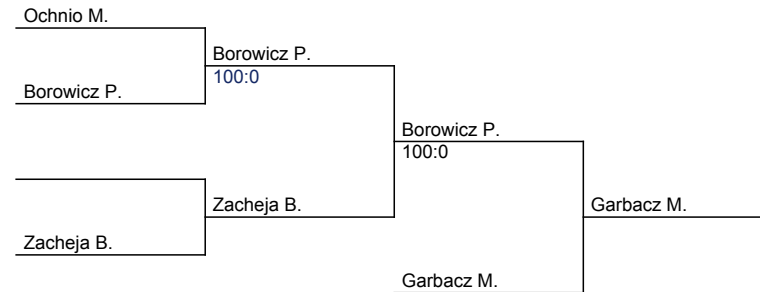 Ochnio M.
Borowicz P.
100:0
Borowicz P.
Borowicz P.
100:0
Zacheja B.
Garbacz M.
Zacheja B.
Garbacz M.